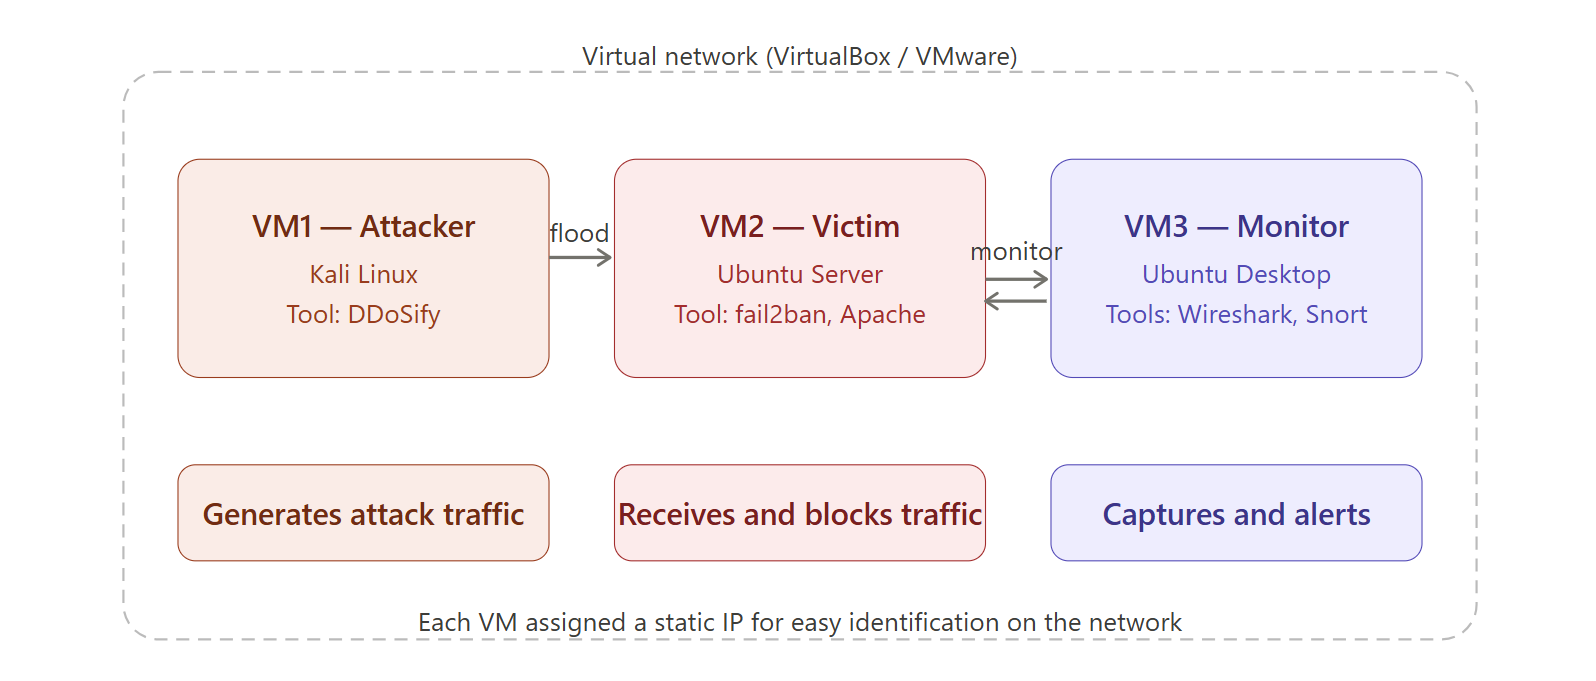 Virtual network (VirtualBox / VMware)
VM1 — Attacker
Kali Linux
Tool: DDoSify
flood
VM2 — Victim
Ubuntu Server
Tool: fail2ban, Apache
monitor
VM3 — Monitor
Ubuntu Desktop
Tools: Wireshark, Snort
Generates attack traffic
Receives and blocks traffic
Captures and alerts
Each VM assigned a static IP for easy identification on the network